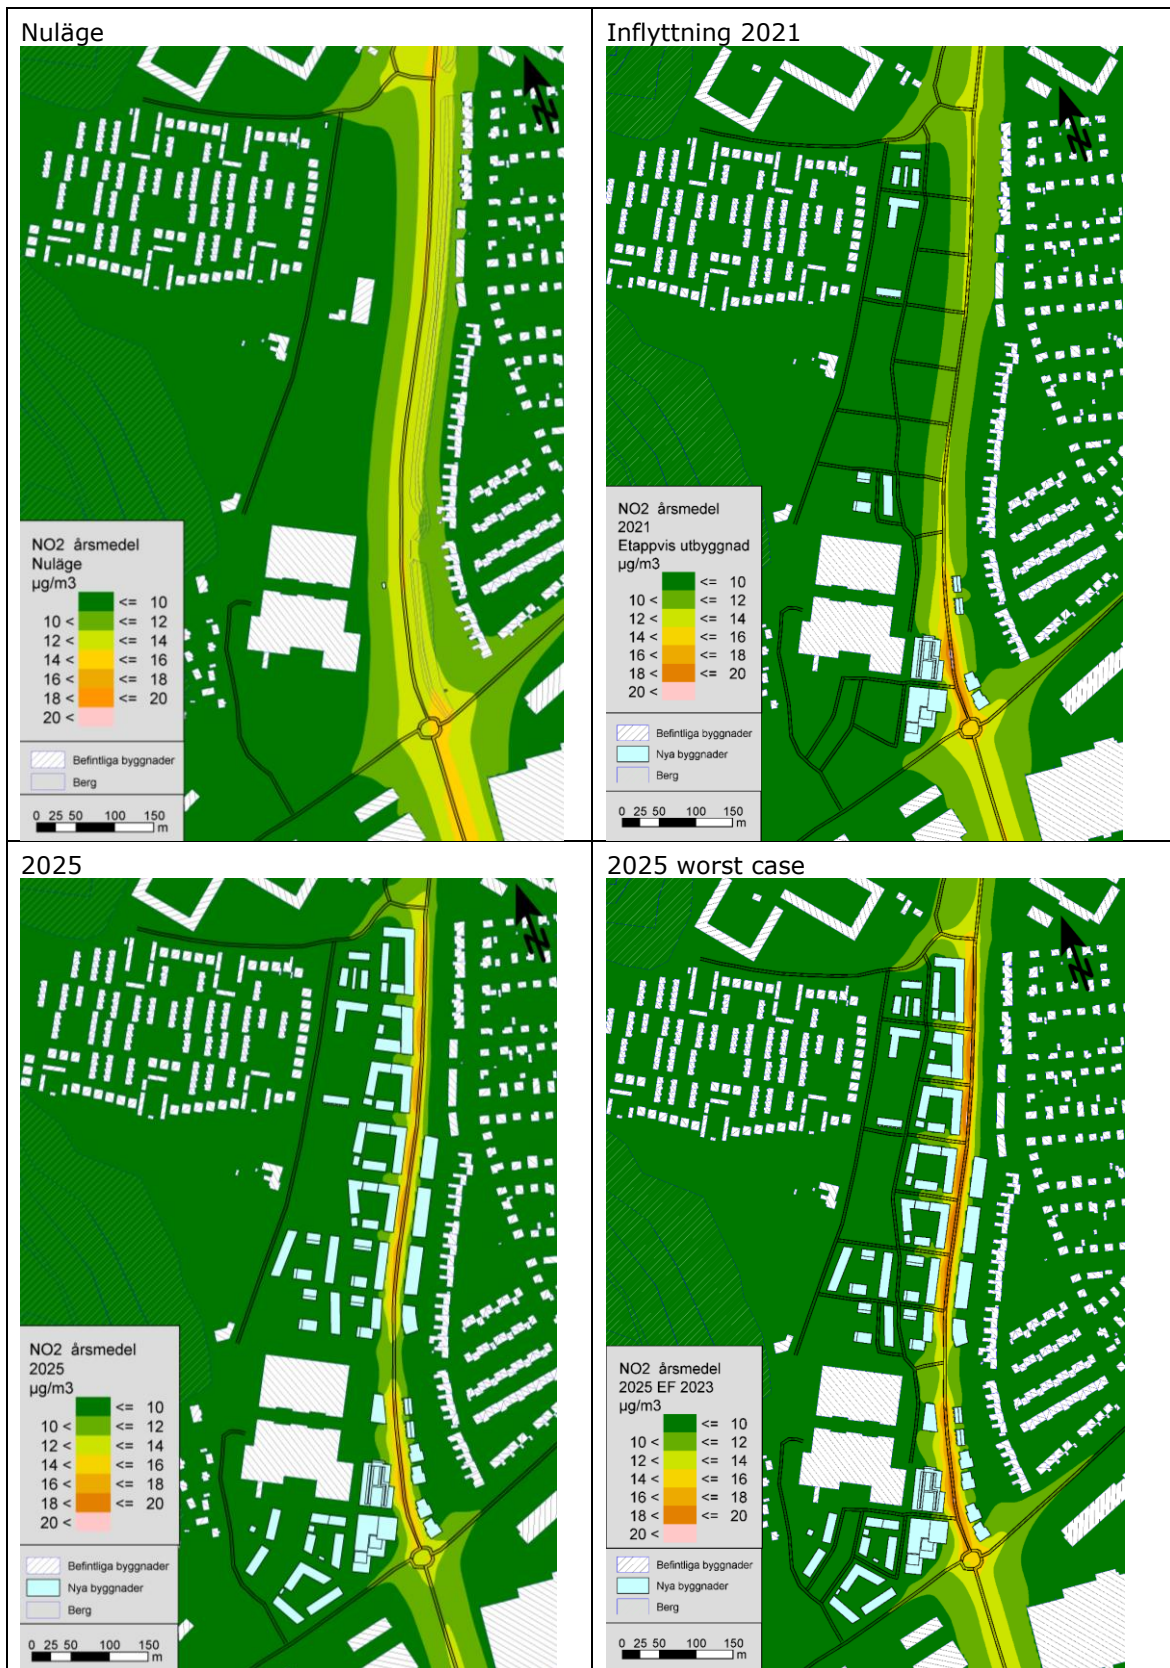 Nuläge
N
NO2 årsmedel
Nuläge
µg/m3
<= 10
10 < <= 12
12 < <= 14
14 < <= 16
16 < <= 18
18 < <= 20
20 <
Befintliga byggnader
Berg
0 25 50 100 150
m
Inflyttning 2021
N
NO2 årsmedel
2021
Etappvis utbyggnad
µg/m3
<= 10
10 < <= 12
12 < <= 14
14 < <= 16
16 < <= 18
18 < <= 20
20 <
Befintliga byggnader
Nya byggnader
Berg
0 25 50 100 150
m
2025
N
NO2 årsmedel
2025
µg/m3
<= 10
10 < <= 12
12 < <= 14
14 < <= 16
16 < <= 18
18 < <= 20
20 <
Befintliga byggnader
Nya byggnader
Berg
0 25 50 100 150
m
2025 worst case
N
NO2 årsmedel
2025 EF 2023
µg/m3
<= 10
10 < <= 12
12 < <= 14
14 < <= 16
16 < <= 18
18 < <= 20
20 <
Befintliga byggnader
Nya byggnader
Berg
0 25 50 100 150
m